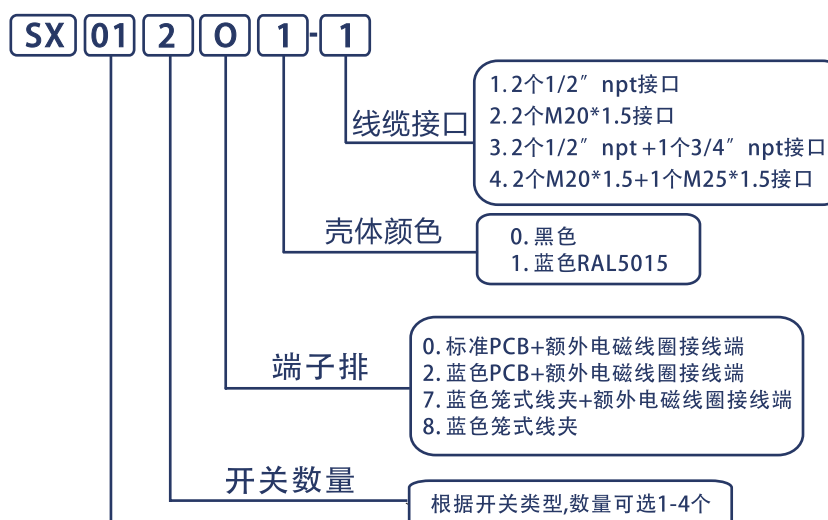 SX 01 2 0 1-1
线缆接口
1.2个1/2″ npt接口
2.2个M20*1.5接口
3.2个1/2″ npt+1个3/4″ npt接口
4.2个M20*1.5+1个M25*1.5接口
壳体颜色
0.黑色
1.蓝色RAL5015
端子排
0.标准PCB+额外电磁线圈接线端
2.蓝色PCB+额外电磁线圈接线端
7.蓝色笼式线夹+额外电磁线圈接线端
8.蓝色笼式线夹
开关数量
根据开关类型,数量可选1-4个